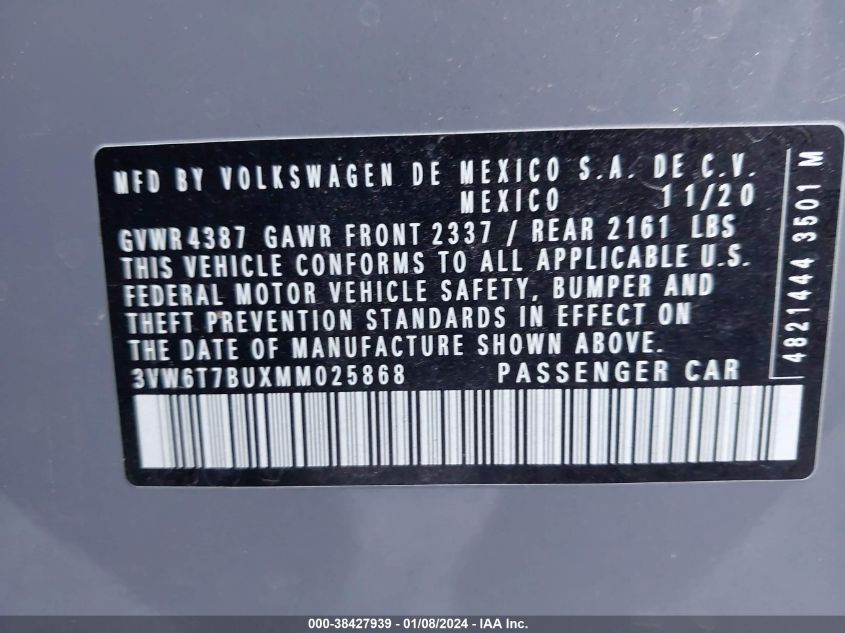 MFD BY VOLKSWAGEN DE MEXICO S.A. DE C.V.
MEXICO 11/20
GVWR 4387 GAWR FRONT 2337 / REAR 2161 LBS
THIS VEHICLE CONFORMS TO ALL APPLICABLE U.S.
FEDERAL MOTOR VEHICLE SAFETY, BUMPER AND
THEFT PREVENTION STANDARDS IN EFFECT ON
THE DATE OF MANUFACTURE SHOWN ABOVE.
3VW6T7BUXMM025868 PASSENGER CAR
4821444 3501 M
000-38427939 - 01/08/2024 - IAA Inc.